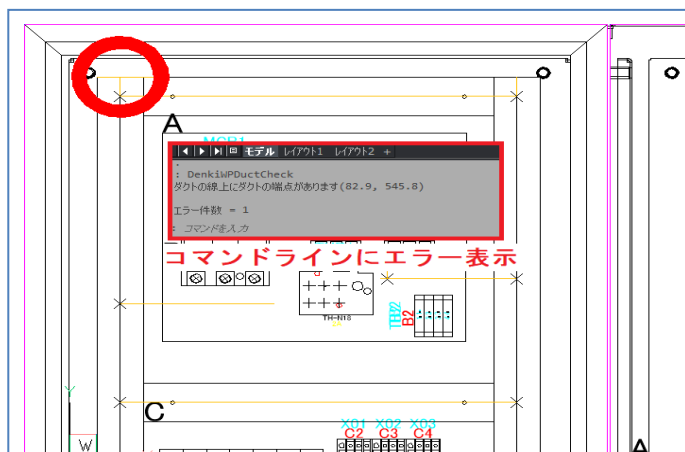 A
MCB1
モデル レイアウト1 レイアウト2 +
: DenkiWPDuctCheck
ダクトの線上にダクトの端点があります(82.9, 545.8)
エラー件数 = 1
: コマンドを入力
コマンドラインにエラー表示
TH-N18
TB22
B2
Y
C
X01 X02 X03
C2 C3 C4
W
A